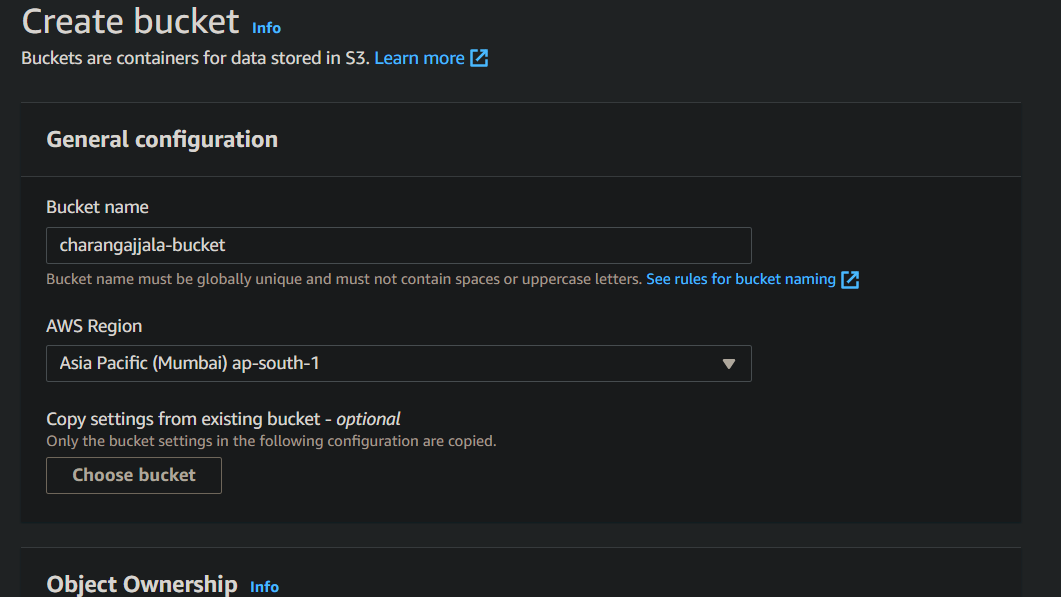 Create bucket Info
Buckets are containers for data stored in S3. Learn more
General configuration
Bucket name
charangajjala-bucket
Bucket name must be globally unique and must not contain spaces or uppercase letters. See rules for bucket naming
AWS Region
Asia Pacific (Mumbai) ap-south-1
Copy settings from existing bucket - optional
Only the bucket settings in the following configuration are copied.
Choose bucket
Object Ownership Info